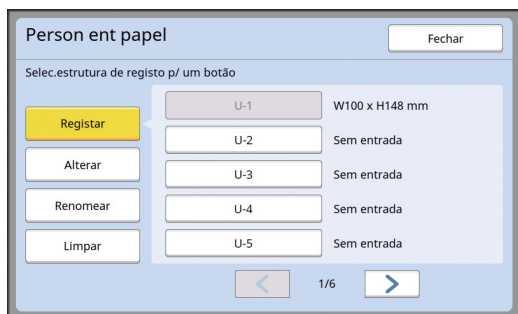 Person ent papel
Fechar
Selec.estrutura de registo p/ um botão
Registar
Alterar
Renomear
Limpar
U-1 W100 x H148 mm
U-2 Sem entrada
U-3 Sem entrada
U-4 Sem entrada
U-5 Sem entrada
1/6